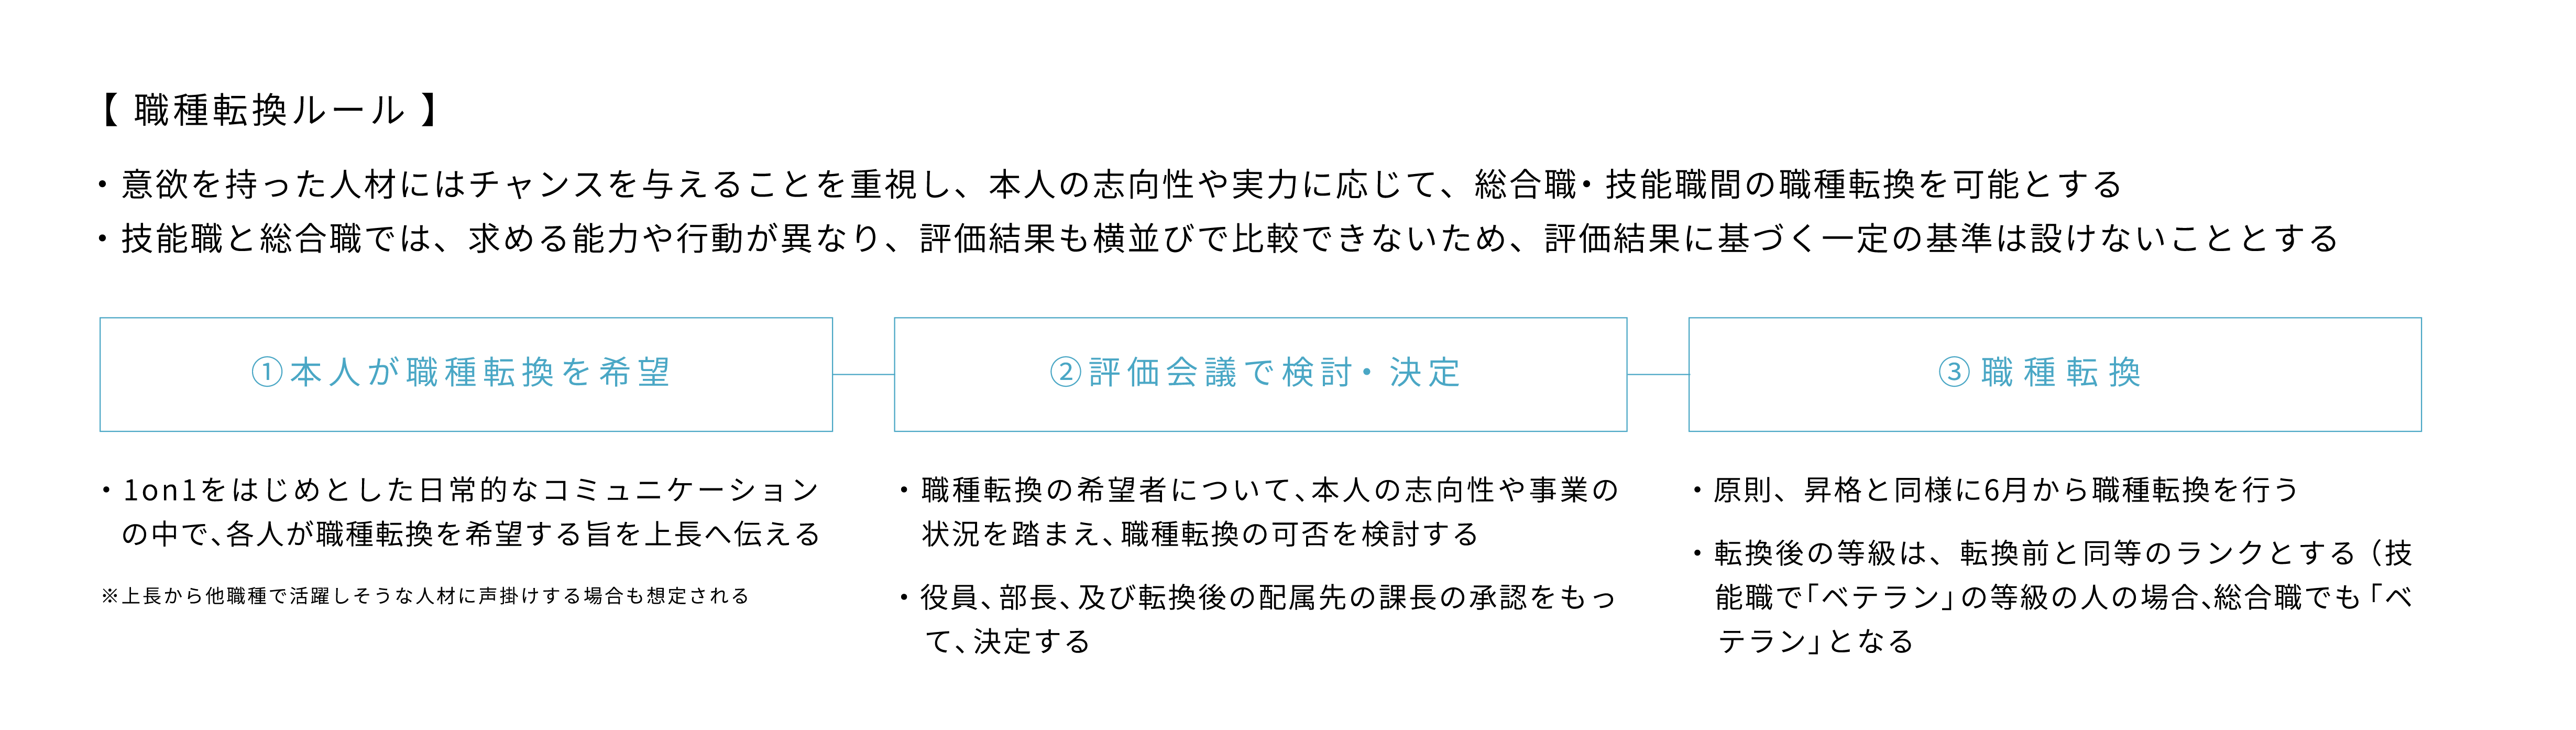 【 職種転換ルール 】
・意欲を持った人材にはチャンスを与えることを重視し、本人の志向性や実力に応じて、総合職・技能職間の職種転換を可能とする
・技能職と総合職では、求める能力や行動が異なり、評価結果も横並びで比較できないため、評価結果に基づく一定の基準は設けないこととする
①本人が職種転換を希望
・1on1をはじめとした日常的なコミュニケーション
の中で、各人が職種転換を希望する旨を上長へ伝える
※上長から他職種で活躍しそうな人材に声掛けする場合も想定される
②評価会議で検討・決定
・職種転換の希望者について、本人の志向性や事業の
状況を踏まえ、職種転換の可否を検討する
・役員、部長、及び転換後の配属先の課長の承認をもっ
て、決定する
③職種転換
・原則、昇格と同様に6月から職種転換を行う
・転換後の等級は、転換前と同等のランクとする（技
能職で「ベテラン」の等級の人の場合、総合職でも「ベ
テラン」となる